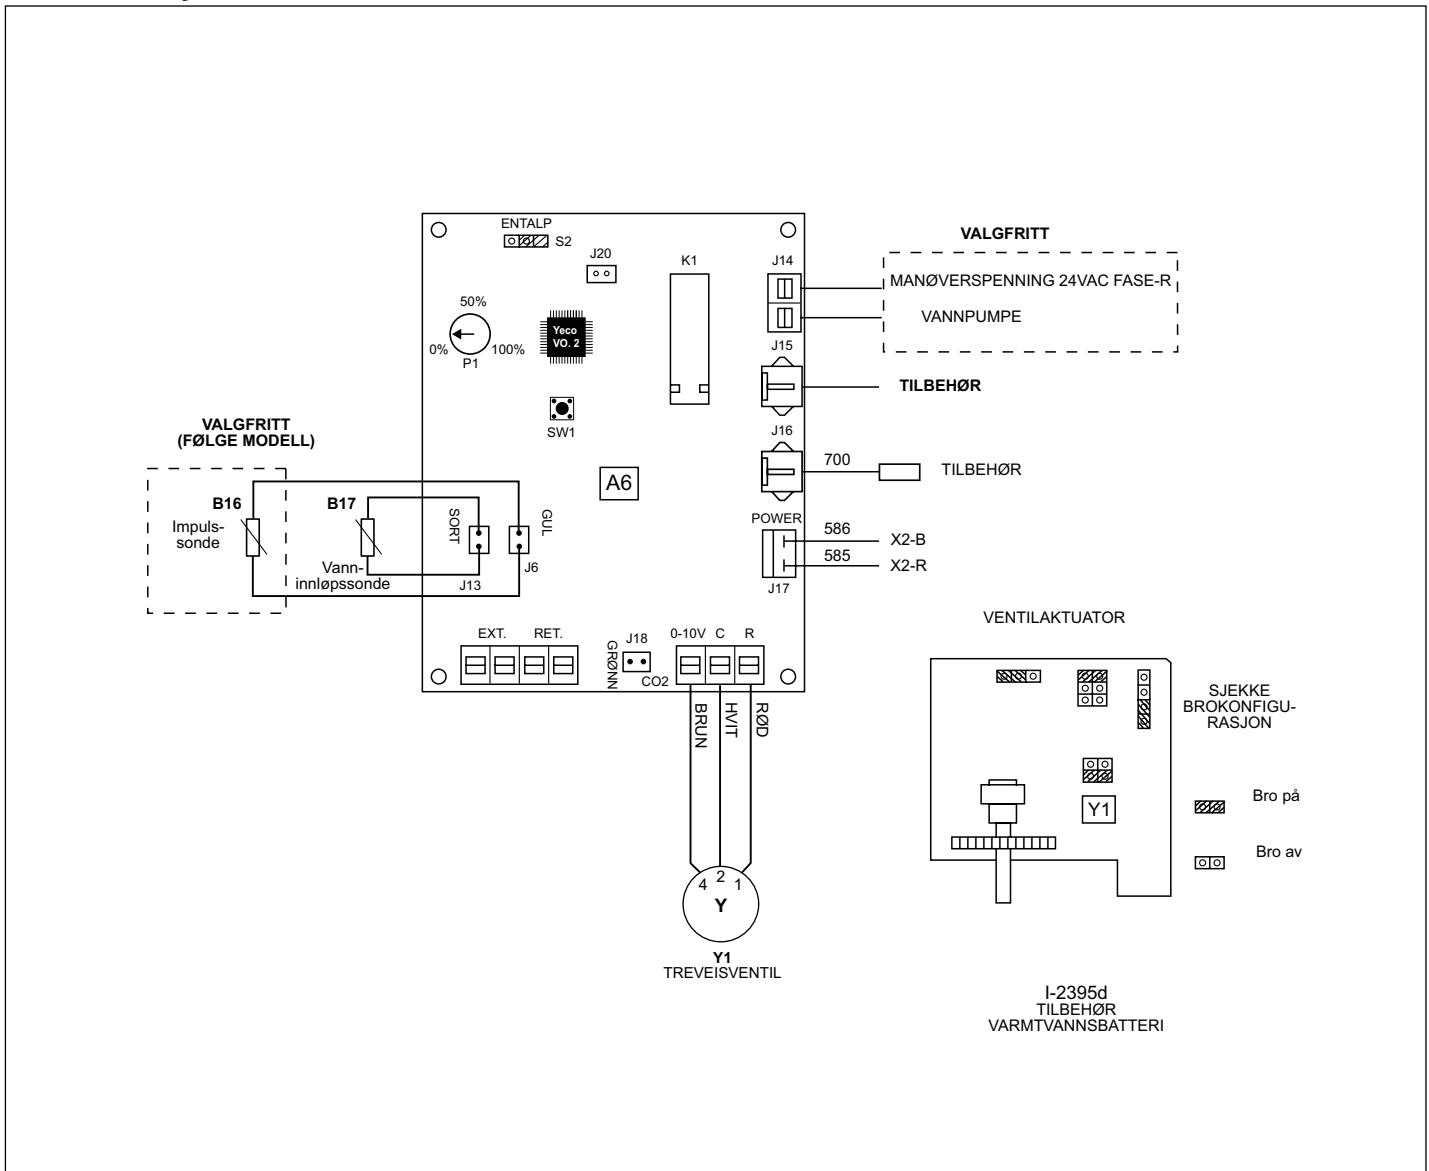 ENTALP
S2
J20
K1
J14
VALGFRITT
MANØVERSPENNING 24VAC FASE-R
VANNPUMPE
50%
0%
100%
P1
Yeco
VO. 2
J15
TILBEHØR
SW1
J16
700
TILBEHØR
VALGFRITT
(FØLGE MODELL)
A6
B16
Impuls-
sonde
B17
Vann-
innløpssonde
SORT
GUL
J13
J6
POWER
586
X2-B
585
X2-R
J17
EXT.
RET.
GRØNN
J18
CO2
0-10V
C
R
BRUN
HVIT
RØD
4
2
1
Y
Y1
TREVEISVENTIL
VENTILAKTUATOR
SJEKKE
BROKONFIGU-
RASJON
Y1
Bro på
Bro av
I-2395d
TILBEHØR
VARMTVANNSBATTERI